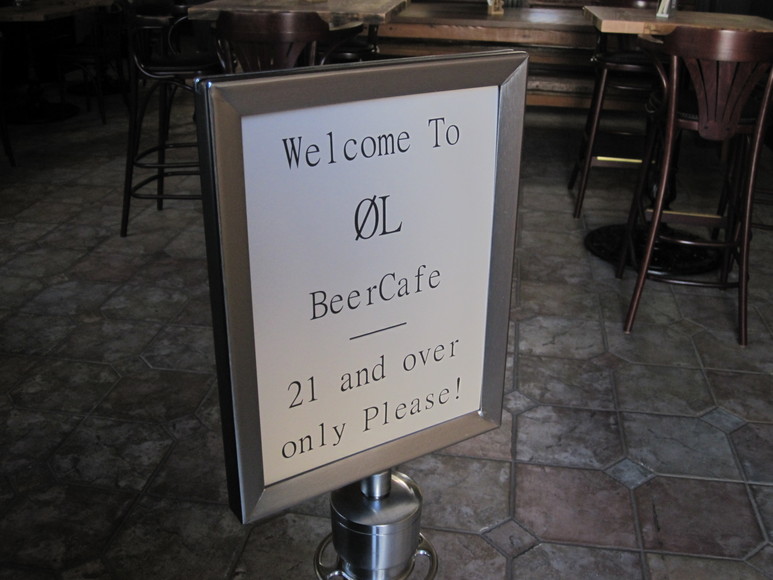 Welcome To
ØL
BeerCafe
21 and over
only Please!